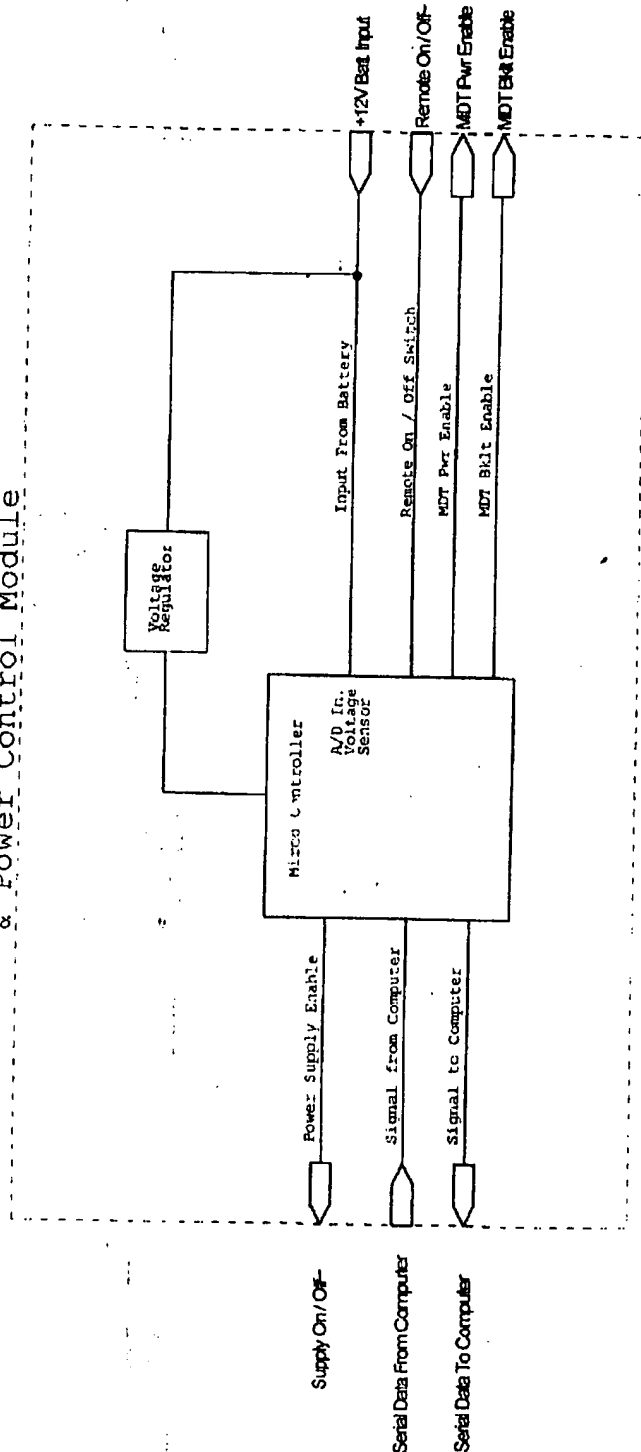 & Power Control Module
+12V Batt. Input
Remote On / Off-
MDT Pwr Enable
MDT Bklt Enable
Voltage
Regulator
Input From Battery
Remote On / Off Switch
MDT Pwr Enable
MDT Bklt Enable
Mirco Controller
A/D In.
Voltage
Sensor
Power Supply Enable
Signal from Computer
Signal to Computer
Supply On / Off-
Serial Data From Computer
Serial Data To Computer